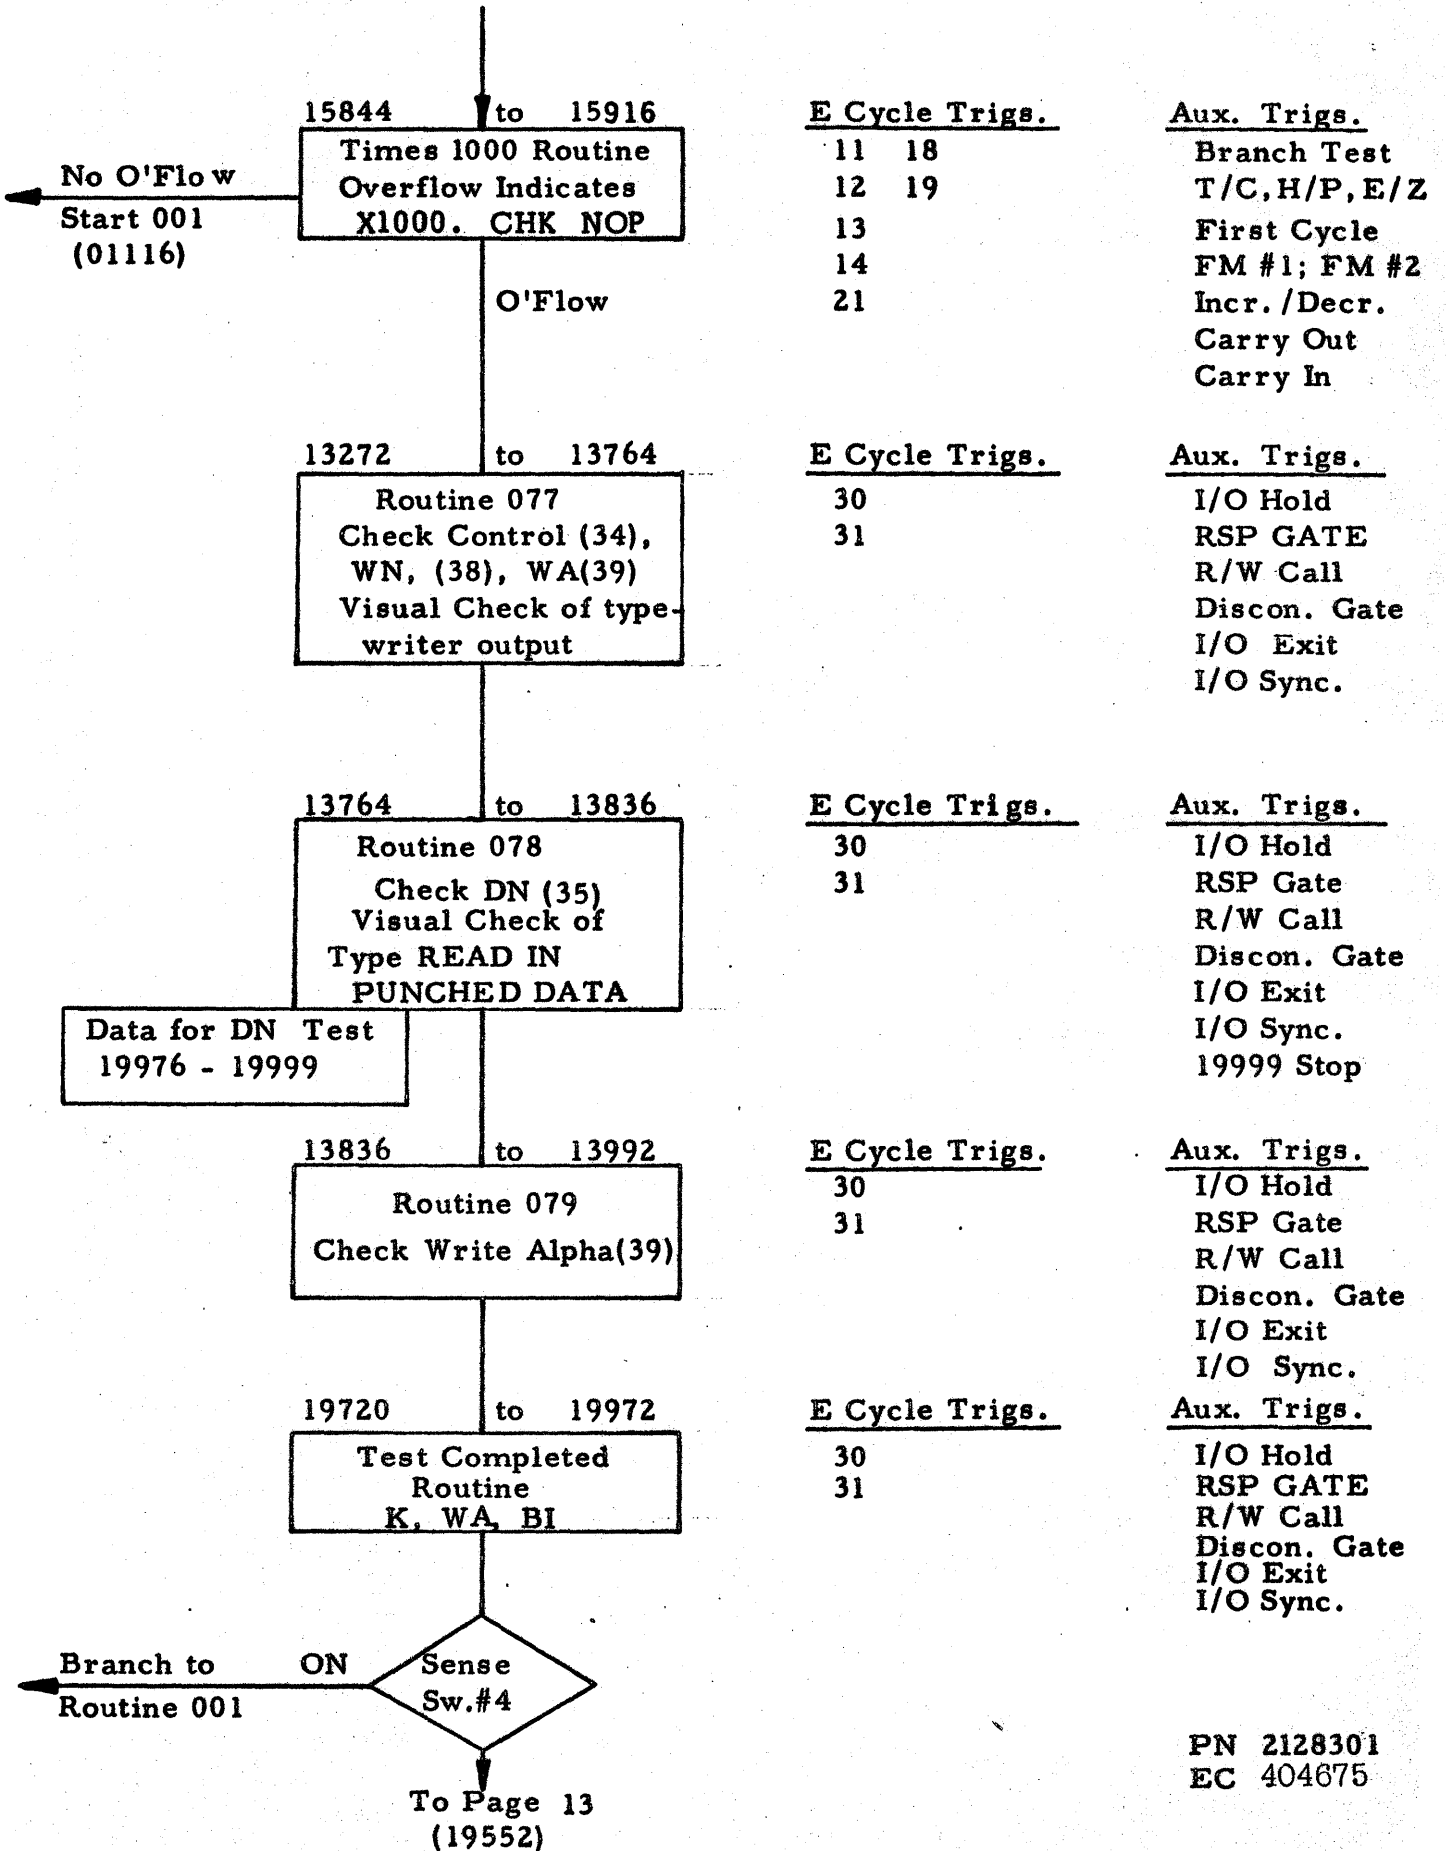 15844 to 15916
Times 1000 Routine
Overflow Indicates
X1000. CHK NOP
No O'Flow
Start 001
(01116)
O'Flow
E Cycle Trigs.
11 18
12 19
13
14
21
Aux. Trigs.
Branch Test
T/C, H/P, E/Z
First Cycle
FM #1; FM #2
Incr./Decr.
Carry Out
Carry In
13272 to 13764
Routine 077
Check Control (34),
WN, (38), WA(39)
Visual Check of type-
writer output
E Cycle Trigs.
30
31
Aux. Trigs.
I/O Hold
RSP GATE
R/W Call
Discon. Gate
I/O Exit
I/O Sync.
13764 to 13836
Routine 078
Check DN (35)
Visual Check of
Type READ IN
PUNCHED DATA
Data for DN Test
19976 - 19999
E Cycle Trigs.
30
31
Aux. Trigs.
I/O Hold
RSP Gate
R/W Call
Discon. Gate
I/O Exit
I/O Sync.
19999 Stop
13836 to 13992
Routine 079
Check Write Alpha(39)
E Cycle Trigs.
30
31
Aux. Trigs.
I/O Hold
RSP Gate
R/W Call
Discon. Gate
I/O Exit
I/O Sync.
19720 to 19972
Test Completed
Routine
K, WA, BI
E Cycle Trigs.
30
31
Aux. Trigs.
I/O Hold
RSP GATE
R/W Call
Discon. Gate
I/O Exit
I/O Sync.
Sense
Sw.#4
Branch to ON
Routine 001
To Page 13
(19552)
PN 2128301
EC 404675